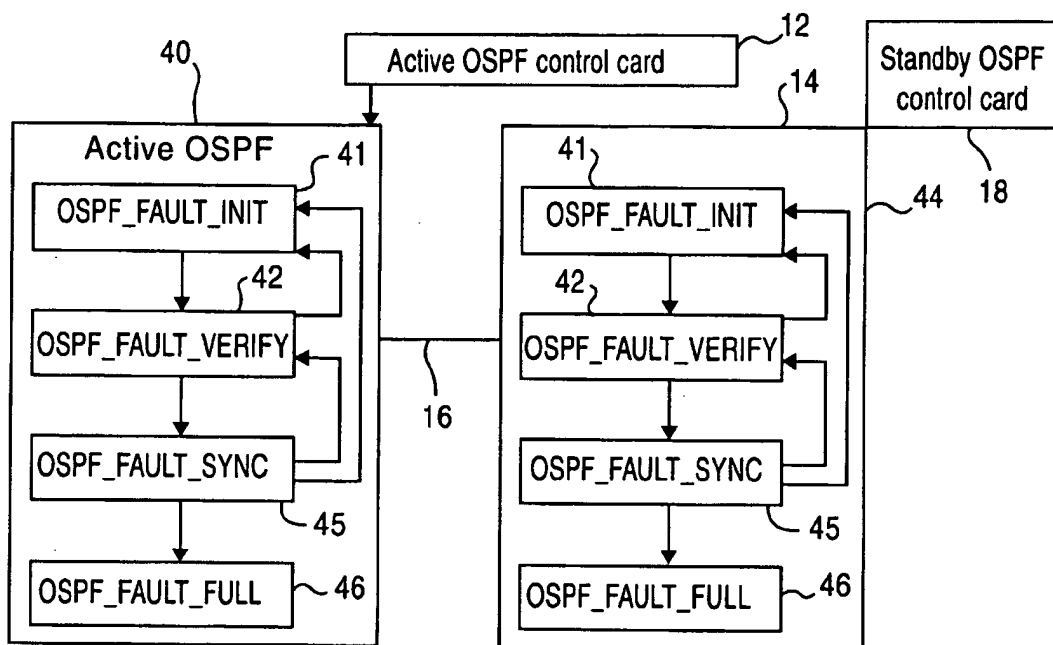 12
Active OSPF control card
Standby OSPF
control card
18
40
Active OSPF
41
OSPF_FAULT_INIT
42
OSPF_FAULT_VERIFY
OSPF_FAULT_SYNC
45
OSPF_FAULT_FULL
46
16
14
44
41
OSPF_FAULT_INIT
42
OSPF_FAULT_VERIFY
OSPF_FAULT_SYNC
45
OSPF_FAULT_FULL
46